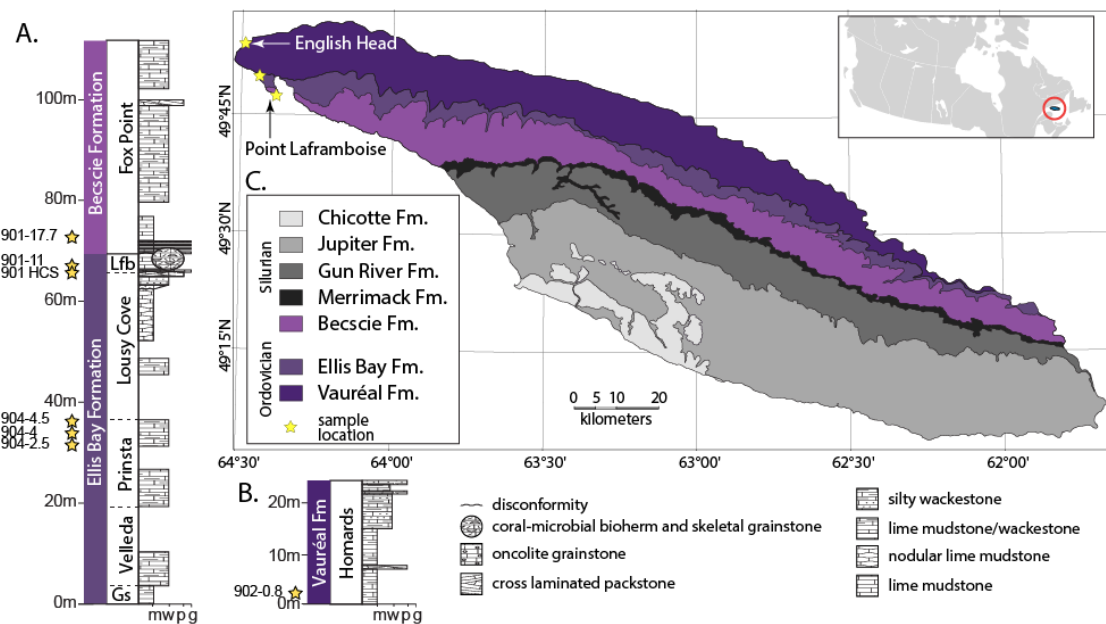 A.
Becscie Formation
Ellis Bay Formation
Fox Point
Lfb
Lousy Cove
Prinsta
Velleda
Gs
100m
80m
60m
40m
20m
0m
901-17.7
901-11
901 HCS
904-4.5
904-4
904-2.5
mwpg
English Head
Point Laframboise
49°45'N
49°30'N
49°15'N
C.
Silurian
Ordovician
Chicotte Fm.
Jupiter Fm.
Gun River Fm.
Merrimack Fm.
Becscie Fm.
Ellis Bay Fm.
Vauréal Fm.
sample
location
0 5 10 20
kilometers
64°30'
64°00'
63°30'
63°00'
62°30'
62°00'
B.
Vauréal Fm
Homards
20m
10m
0m
902-0.8
mwpg
disconformity
coral-microbial bioherm and skeletal grainstone
oncolite grainstone
cross laminated packstone
silty wackestone
lime mudstone/wackestone
nodular lime mudstone
lime mudstone